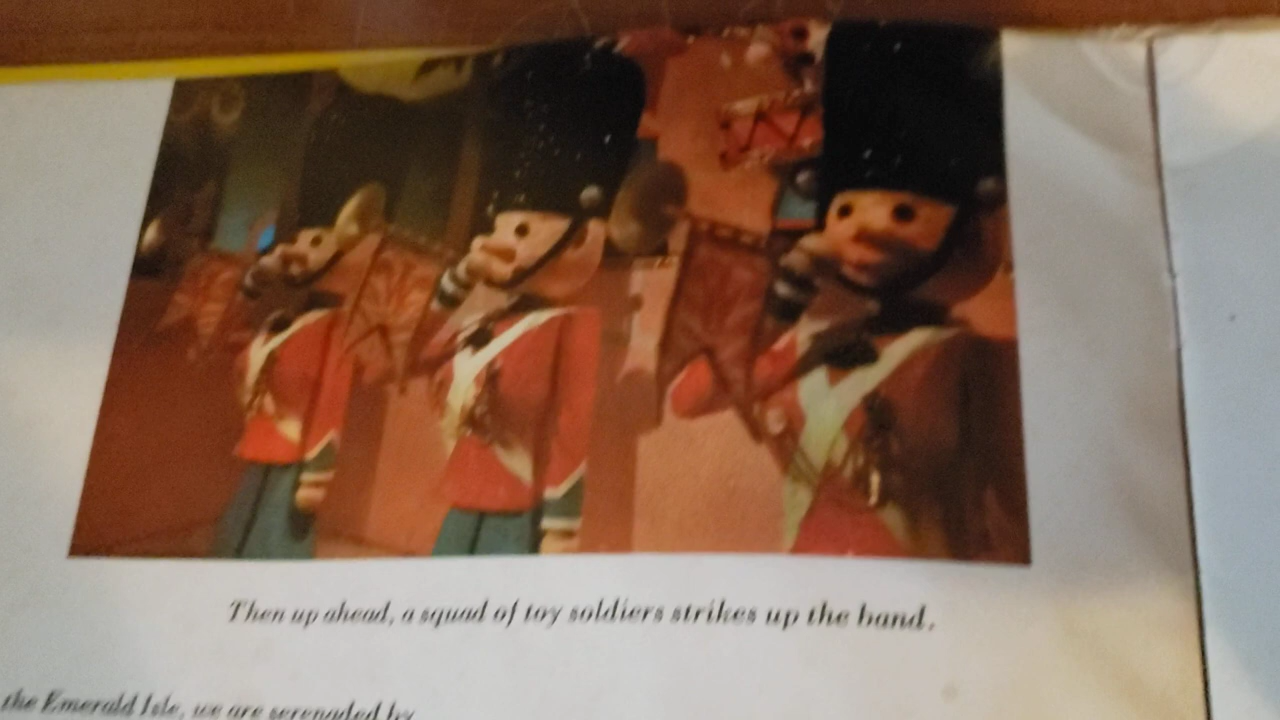 Then up ahead, a squad of toy soldiers strikes up the band.
the Emerald Isle, we are serenaded by